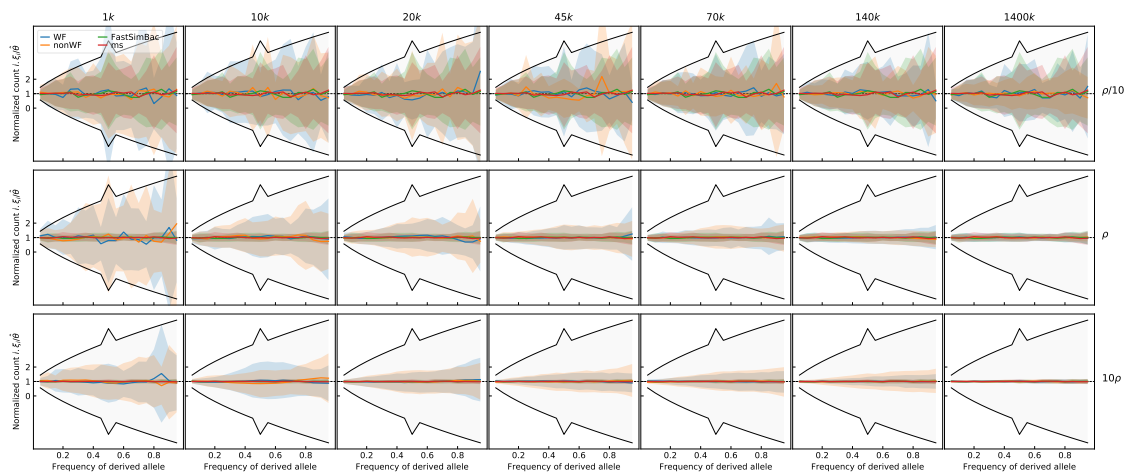 1k 10k 20k 45k 70k 140k 1400k
WF FastSimBac
nonWF ms
Normalized count i. ξᵢ/θ̂
2
1
0
ρ/10
Normalized count i. ξᵢ/θ̂
2
1
0
ρ
Normalized count i. ξᵢ/θ̂
2
1
0
10ρ
0.2 0.4 0.6 0.8 0.2 0.4 0.6 0.8 0.2 0.4 0.6 0.8 0.2 0.4 0.6 0.8 0.2 0.4 0.6 0.8 0.2 0.4 0.6 0.8 0.2 0.4 0.6 0.8
Frequency of derived allele Frequency of derived allele Frequency of derived allele Frequency of derived allele Frequency of derived allele Frequency of derived allele Frequency of derived allele